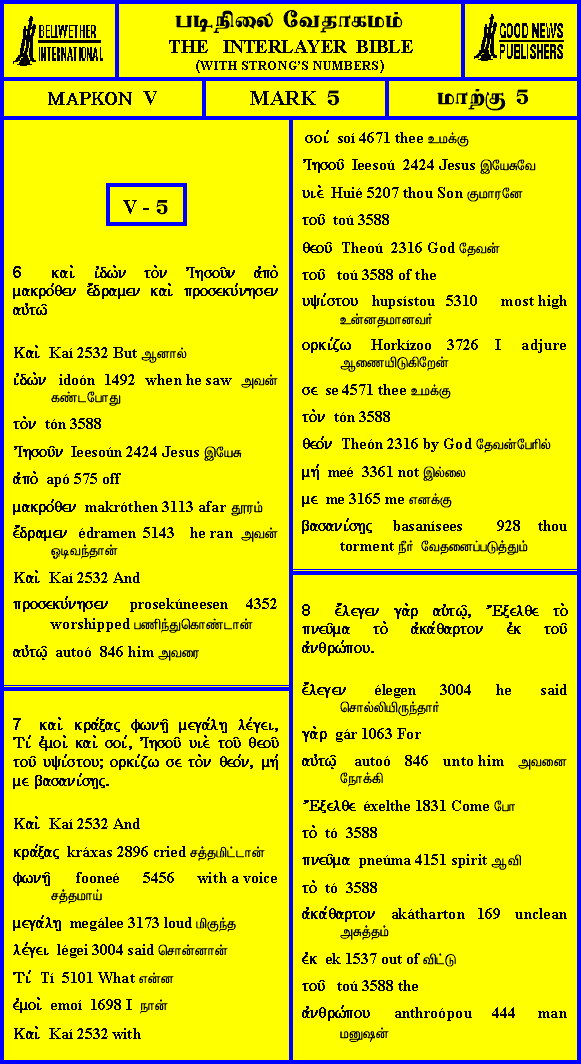 BELLWETHER
INTERNATIONAL
படிநிலை வேதாகமம்
THE INTERLAYER BIBLE
(WITH STRONG'S NUMBERS)
GOOD NEWS
PUBLISHERS
ΜΑΡΚΟΝ V
MARK 5
மாற்கு 5
V - 5
6 καὶ ἰδὼν τὸν Ἰησοῦν ἀπὸ
μακρόθεν ἔδραμεν καὶ προσεκύνησεν
αὐτῶ
Καὶ Kaí 2532 But ஆனால்
ἰδὼν idoón 1492 when he saw அவன்
கண்டபோது
τὸν tón 3588
Ἰησοῦν Ieesoún 2424 Jesus இயேசு
ἀπὸ apó 575 off
μακρόθεν makróthen 3113 afar தூரம்
ἔδραμεν édramen 5143 he ran அவன்
ஓடிவந்தான்
Καὶ Kaí 2532 And
προσεκύνησεν prosekúneesen 4352
worshipped பணிந்துகொண்டான்
αὐτῷ autoó 846 him அவரை
7 καὶ κράξας φωνῇ μεγάλῃ λέγει,
Τί ἐμοὶ καὶ σοί, Ἰησοῦ υιὲ τοῦ θεοῦ
τοῦ υψίστου; ορκίζω σε τὸν θεόν, μή
με βασανίσῃς.
Καὶ Kaí 2532 And
κράξας kráxas 2896 cried சத்தமிட்டான்
φωνῇ fooneé 5456 with a voice
சத்தமாய்
μεγάλῃ megálee 3173 loud மிகுந்த
λέγει légei 3004 said சொன்னான்
Τί Tí 5101 What என்ன
ἐμοὶ emoí 1698 I நான்
Καὶ Kaí 2532 with
σοί soí 4671 thee உமக்கு
Ἰησοῦ Ieesoú 2424 Jesus இயேசுவே
υιὲ Huié 5207 thou Son குமாரனே
τοῦ toú 3588
θεοῦ Theoú 2316 God தேவன்
τοῦ toú 3588 of the
υψίστου hupsístou 5310 most high
உன்னதமானவர்
ορκίζω Horkízoo 3726 I adjure
ஆணையிடுகிறேன்
σε se 4571 thee உமக்கு
τὸν tón 3588
θεόν Theón 2316 by God தேவன்பேரில்
μή meé 3361 not இல்லை
με me 3165 me எனக்கு
βασανίσῃς basanísees 928 thou
torment நீர் வேதனைப்படுத்தும்
8 ἔλεγεν γὰρ αὐτῷ, Ἔξελθε τὸ
πνεῦμα τὸ ἀκάθαρτον ἐκ τοῦ
ἀνθρώπου.
ἔλεγεν élegen 3004 he said
சொல்லியிருந்தார்
γὰρ gár 1063 For
αὐτῷ autoó 846 unto him அவனை
நோக்கி
Ἔξελθε éxelthe 1831 Come போ
τὸ tó 3588
πνεῦμα pneúma 4151 spirit ஆவி
τὸ tó 3588
ἀκάθαρτον akátharton 169 unclean
அசுத்தம்
ἐκ ek 1537 out of விட்டு
τοῦ toú 3588 the
ἀνθρώπου anthroópou 444 man
மனுஷன்